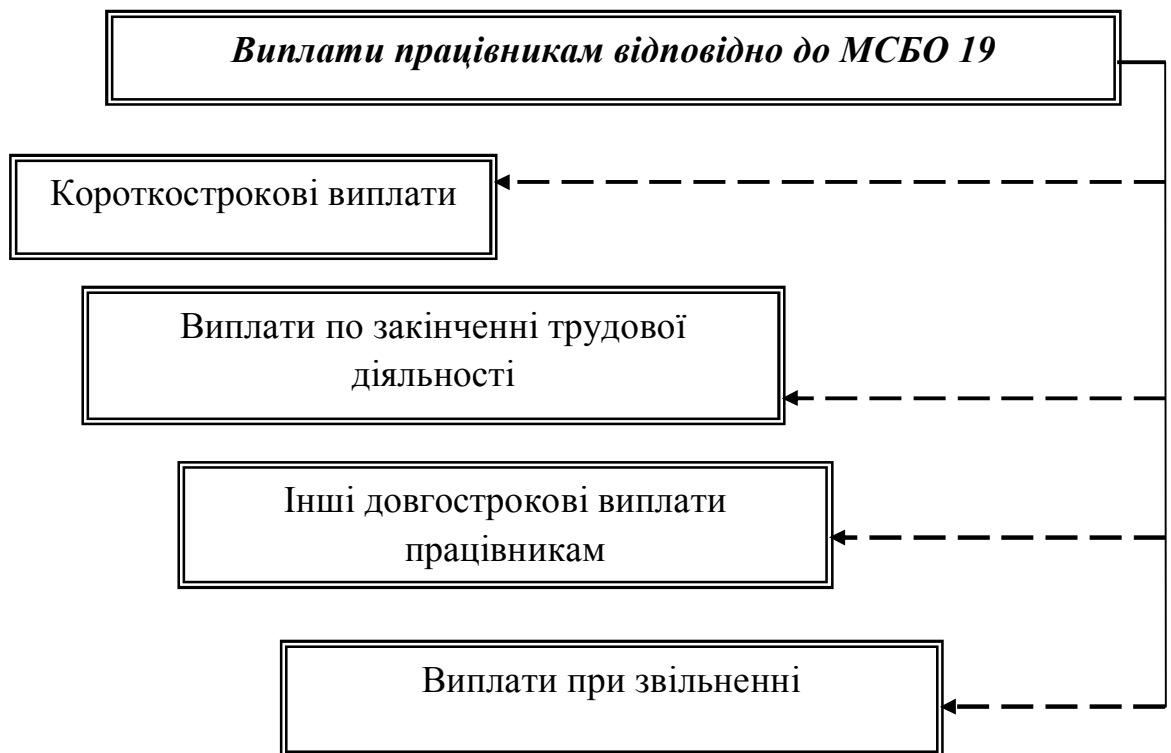 Виплати працівникам відповідно до МСБО 19
Короткострокові виплати
Виплати по закінченні трудової
діяльності
Інші довгострокові виплати
працівникам
Виплати при звільненні